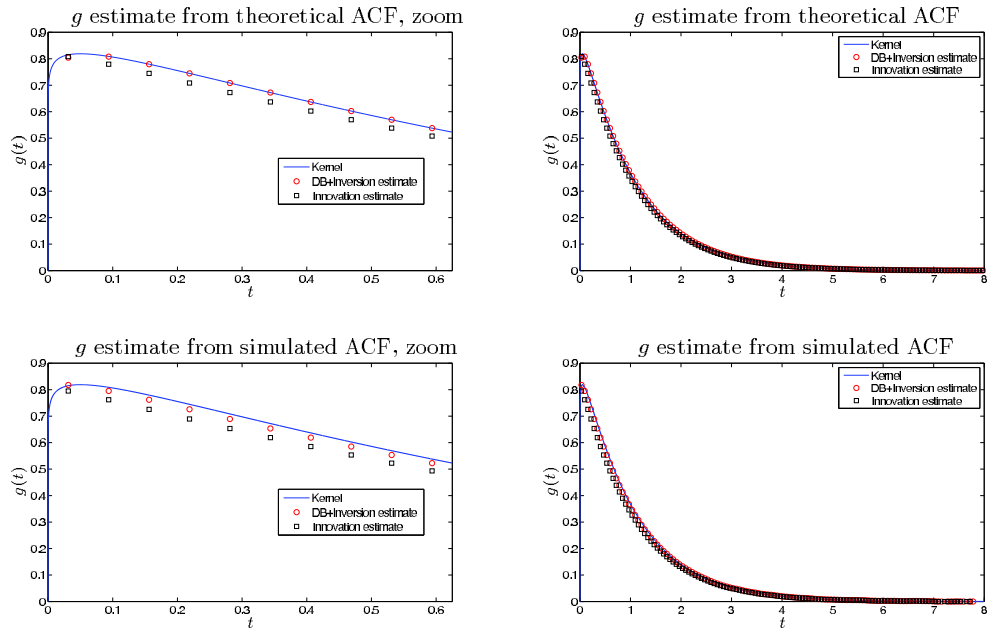 g estimate from theoretical ACF, zoom
0.9
0.8
0.7
0.6
0.5
0.4
0.3
0.2
0.1
0
g(t)
Kernel
DB+Inversion estimate
Innovation estimate
0 0.1 0.2 0.3 0.4 0.5 0.6
t
g estimate from theoretical ACF
0.9
0.8
0.7
0.6
0.5
0.4
0.3
0.2
0.1
0
g(t)
Kernel
DB+Inversion estimate
Innovation estimate
0 1 2 3 4 5 6 7 8
t
g estimate from simulated ACF, zoom
0.9
0.8
0.7
0.6
0.5
0.4
0.3
0.2
0.1
0
g(t)
Kernel
DB+Inversion estimate
Innovation estimate
0 0.1 0.2 0.3 0.4 0.5 0.6
t
g estimate from simulated ACF
0.9
0.8
0.7
0.6
0.5
0.4
0.3
0.2
0.1
0
g(t)
Kernel
DB+Inversion estimate
Innovation estimate
0 1 2 3 4 5 6 7 8
t